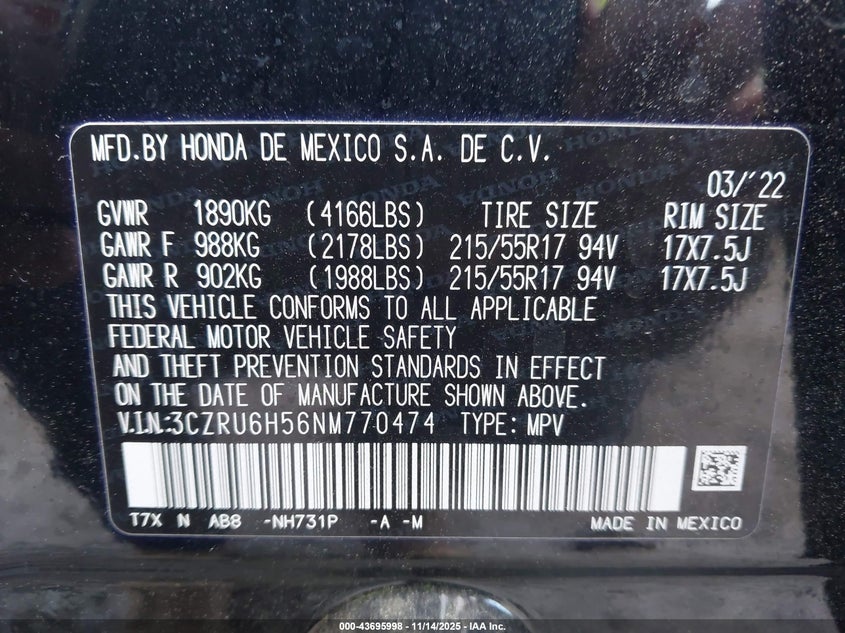 MFD.BY HONDA DE MEXICO S.A. DE C.V.
03/'22
GVWR 1890KG (4166LBS) TIRE SIZE RIM SIZE
GAWR F 988KG (2178LBS) 215/55R17 94V 17X7.5J
GAWR R 902KG (1988LBS) 215/55R17 94V 17X7.5J
THIS VEHICLE CONFORMS TO ALL APPLICABLE
FEDERAL MOTOR VEHICLE SAFETY
AND THEFT PREVENTION STANDARDS IN EFFECT
ON THE DATE OF MANUFACTURE SHOWN ABOVE.
V.I.N.:3CZRU6H56NM770474 TYPE: MPV
T7X N AB8 -NH731P -A -M MADE IN MEXICO
000-43695998 - 11/14/2025 - IAA Inc.